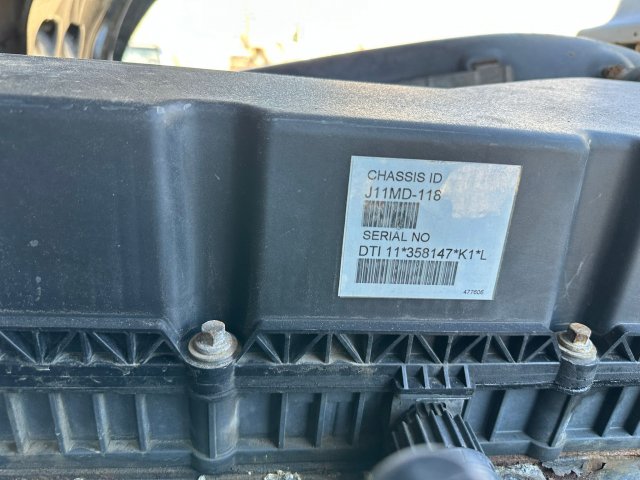 CHASSIS ID
J11MD-118
SERIAL NO
DTI 11*358147*K1*L
477606